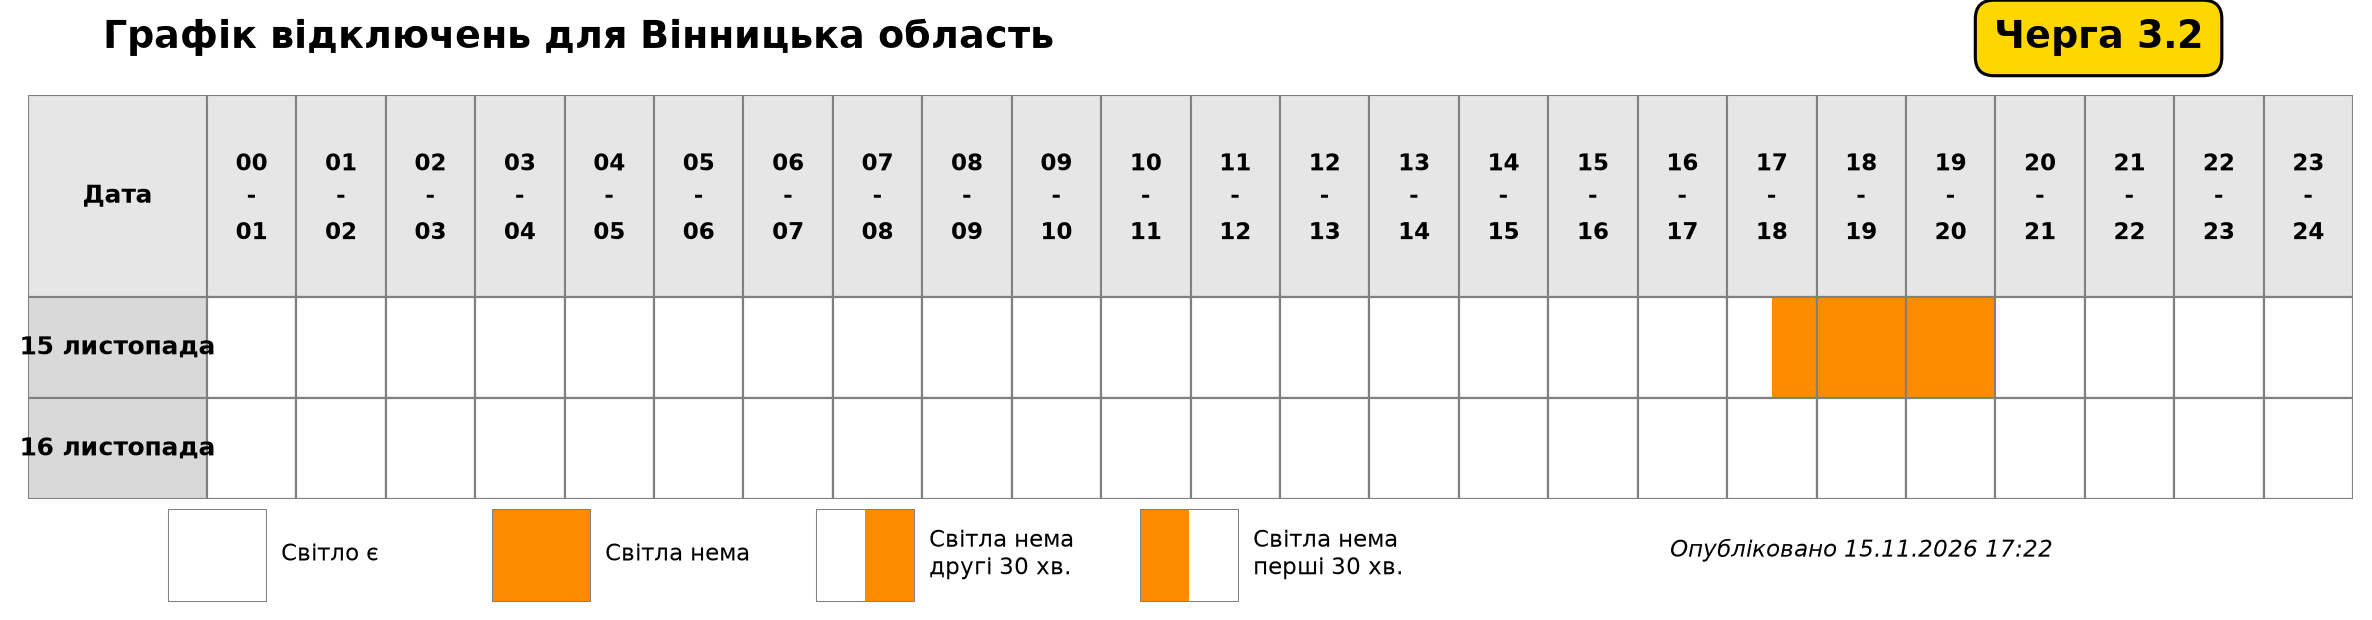 Графік відключень для Вінницька область
Черга 3.2
Дата
00 - 01
01 - 02
02 - 03
03 - 04
04 - 05
05 - 06
06 - 07
07 - 08
08 - 09
09 - 10
10 - 11
11 - 12
12 - 13
13 - 14
14 - 15
15 - 16
16 - 17
17 - 18
18 - 19
19 - 20
20 - 21
21 - 22
22 - 23
23 - 24
15 листопада
16 листопада
Світло є
Світла нема
Світла нема
другі 30 хв.
Світла нема
перші 30 хв.
Опубліковано 15.11.2026 17:22